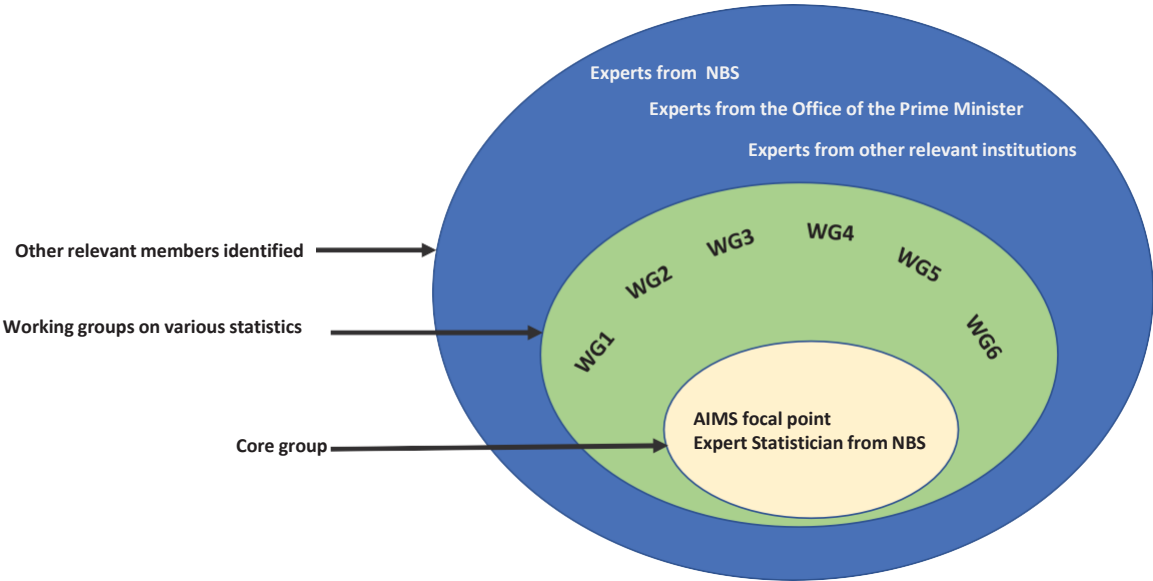 Experts from NBS
Experts from the Office of the Prime Minister
Experts from other relevant institutions
Other relevant members identified
Working groups on various statistics
Core group
WG1
WG2
WG3
WG4
WG5
WG6
AIMS focal point
Expert Statistician from NBS